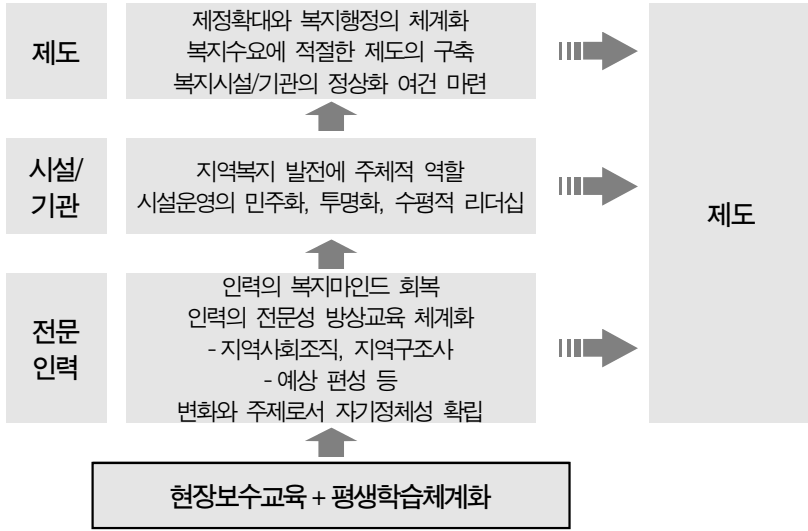 제도
제정확대와 복지행정의 체계화
복지수요에 적절한 제도의 구축
복지시설/기관의 정상화 여건 마련
시설/
기관
지역복지 발전에 주체적 역할
시설운영의 민주화, 투명화, 수평적 리더십
제도
전문
인력
인력의 복지마인드 회복
인력의 전문성 방상교육 체계화
- 지역사회조직, 지역구조사
- 예상 편성 등
변화와 주제로서 자기정체성 확립
현장보수교육 + 평생학습체계화